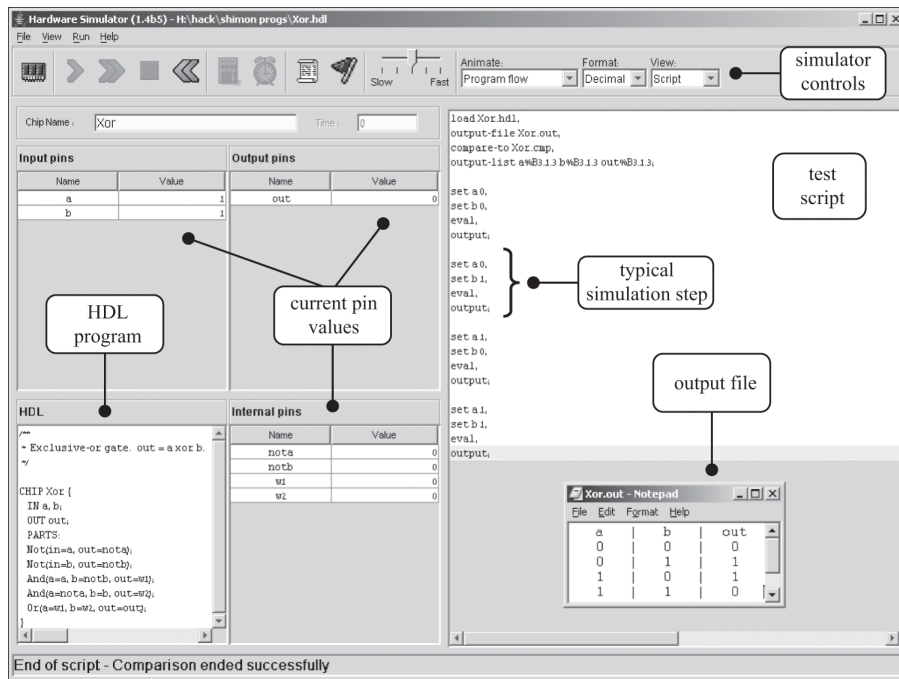 Hardware Simulator (1.4b5) - H:\hack\shimon progs\Xor.hdl
File View Run Help
Slow Fast
Animate:
Program flow
Format:
Decimal
View:
Script
simulator
controls
Chip Name :
Xor
Time :
0
Input pins
Name Value
a 1
b 1
Output pins
Name Value
out 0
HDL
program
current pin
values
HDL
/**
* Exclusive-or gate. out = a xor b.
*/
CHIP Xor {
IN a, b;
OUT out;
PARTS:
Not(in=a, out=nota);
Not(in=b, out=notb);
And(a=a, b=notb, out=w1);
And(a=nota, b=b, out=w2);
Or(a=w1, b=w2, out=out);
}
Internal pins
Name Value
nota 0
notb 0
w1 0
w2 0
load Xor.hdl,
output-file Xor.out,
compare-to Xor.cmp,
output-list a%B3.1.3 b%B3.1.3 out%B3.1.3;
set a 0,
set b 0,
eval,
output;
set a 0,
set b 1,
eval,
output;
set a 1,
set b 0,
eval,
output;
set a 1,
set b 1,
eval,
output;
test
script
typical
simulation step
output file
Xor.out - Notepad
File Edit Format Help
a | b | out
0 | 0 | 0
0 | 1 | 1
1 | 0 | 1
1 | 1 | 0 |
End of script - Comparison ended successfully